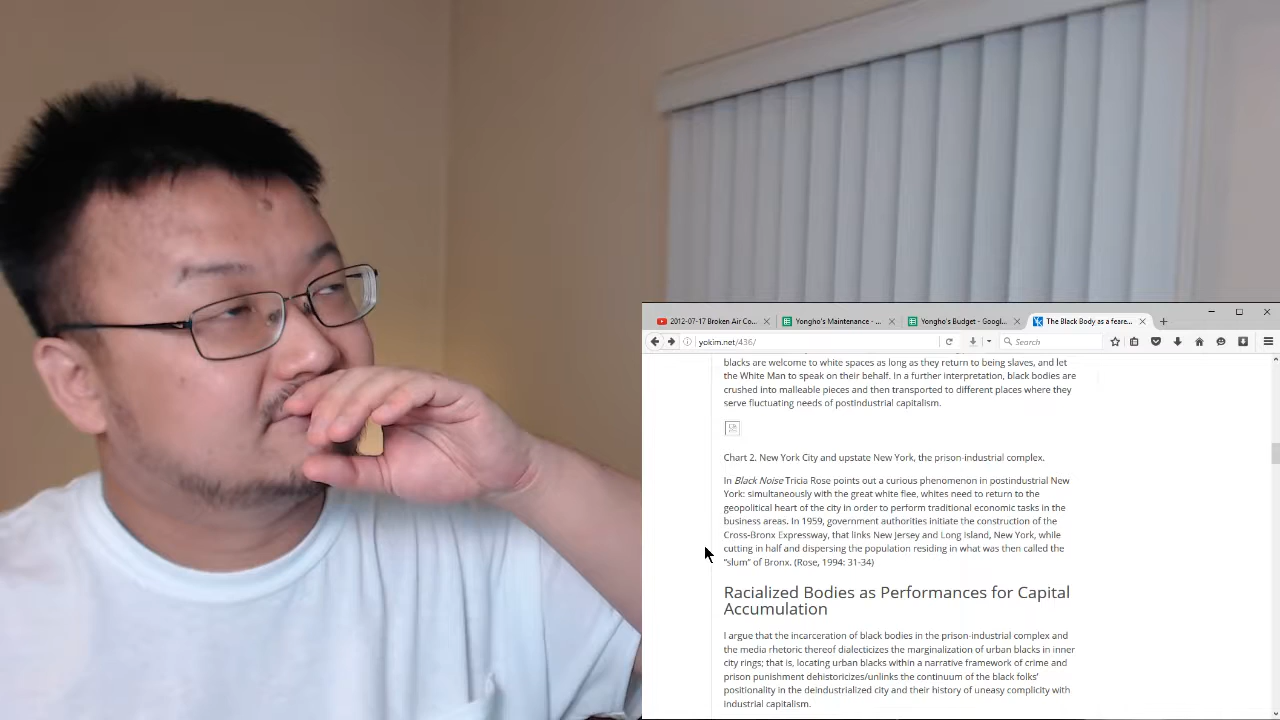 2012-07-17 Broken Air Co...
Yongho's Maintenance - ...
Yongho's Budget - Googl...
The Black Body as a feare...
yokim.net/436/
Search
blacks are welcome to white spaces as long as they return to being slaves, and let
the White Man to speak on their behalf. In a further interpretation, black bodies are
crushed into malleable pieces and then transported to different places where they
serve fluctuating needs of postindustrial capitalism.
Chart 2. New York City and upstate New York, the prison-industrial complex.
In Black Noise Tricia Rose points out a curious phenomenon in postindustrial New
York: simultaneously with the great white flee, whites need to return to the
geopolitical heart of the city in order to perform traditional economic tasks in the
business areas. In 1959, government authorities initiate the construction of the
Cross-Bronx Expressway, that links New Jersey and Long Island, New York, while
cutting in half and dispersing the population residing in what was then called the
“slum” of Bronx. (Rose, 1994: 31-34)
Racialized Bodies as Performances for Capital
Accumulation
I argue that the incarceration of black bodies in the prison-industrial complex and
the media rhetoric thereof dialecticizes the marginalization of urban blacks in inner
city rings; that is, locating urban blacks within a narrative framework of crime and
prison punishment dehistoricizes/unlinks the continuum of the black folks’
positionality in the deindustrialized city and their history of uneasy complicity with
industrial capitalism.